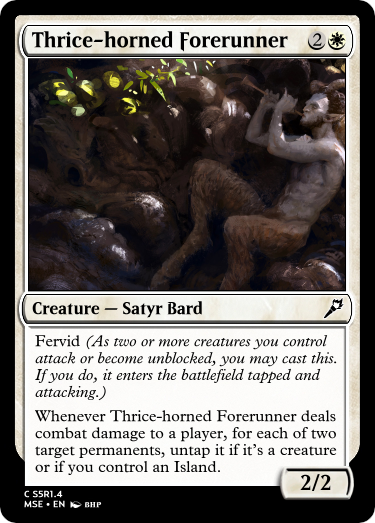 Thrice-horned Forerunner 2
Creature — Satyr Bard
Fervid (As two or more creatures you control
attack or become unblocked, you may cast this.
If you do, it enters the battlefield tapped and
attacking.)
Whenever Thrice-horned Forerunner deals
combat damage to a player, for each of two
target permanents, untap it if it's a creature
or if you control an Island.
2/2
C S5R1.4
MSE • EN BHP